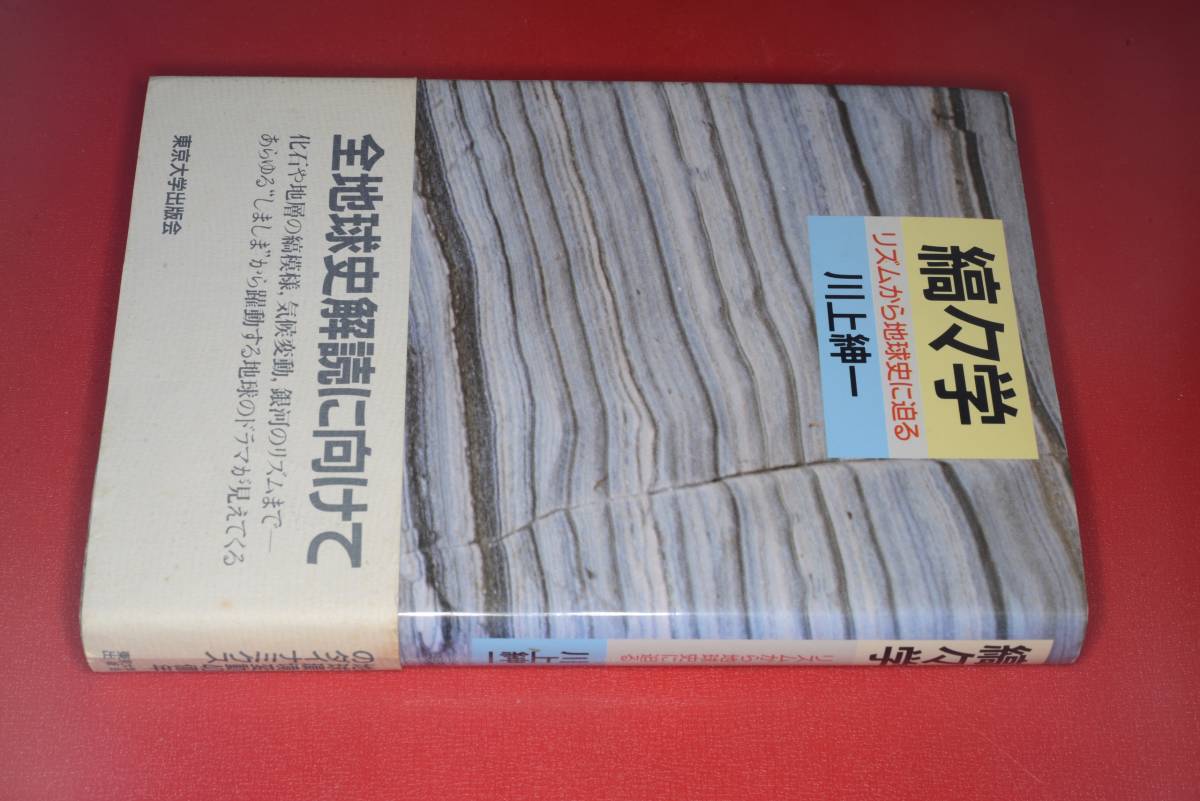 縞々学
リズムから地球史に迫る
川上紳一
全地球史解読に向けて
化石や地層の縞模様，気候変動，銀河のリズムまで―
あらゆる“しましま”から躍動する地球のドラマが見えてくる
東京大学出版会
縞々学
リズムから地球史に迫る
川上紳一